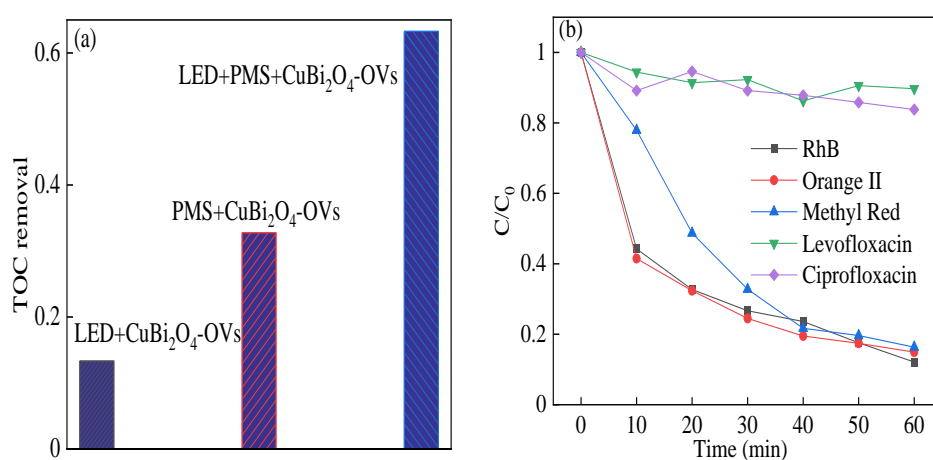 (a)
0.6
0.4
0.2
0
TOC removal
LED+PMS+CuBi₂O₄-OVs
PMS+CuBi₂O₄-OVs
LED+CuBi₂O₄-OVs
(b)
1
0.8
0.6
0.4
0.2
0
C/C₀
RhB
Orange II
Methyl Red
Levofloxacin
Ciprofloxacin
0 10 20 30 40 50 60
Time (min)